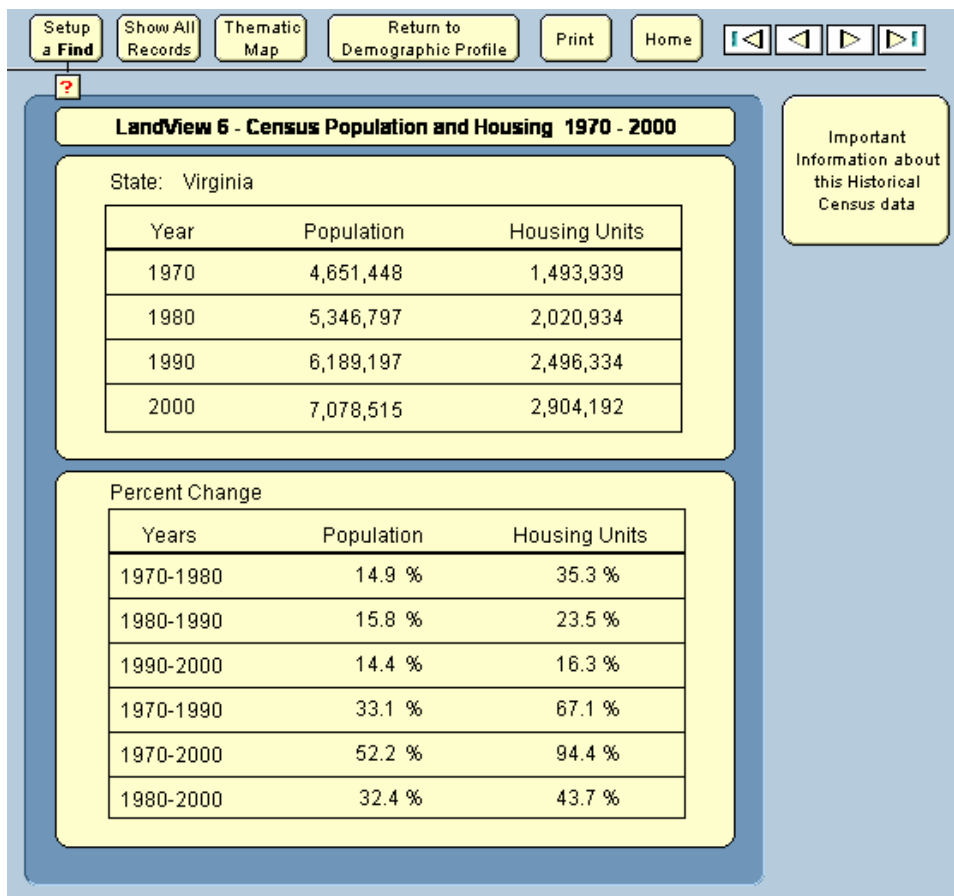 Setup
a Find
Show All
Records
Thematic
Map
Return to
Demographic Profile
Print
Home
?
LandView 6 - Census Population and Housing 1970 - 2000
Important
Information about
this Historical
Census data
State: Virginia
Year Population Housing Units
1970 4,651,448 1,493,939
1980 5,346,797 2,020,934
1990 6,189,197 2,496,334
2000 7,078,515 2,904,192
Percent Change
Years Population Housing Units
1970-1980 14.9 % 35.3 %
1980-1990 15.8 % 23.5 %
1990-2000 14.4 % 16.3 %
1970-1990 33.1 % 67.1 %
1970-2000 52.2 % 94.4 %
1980-2000 32.4 % 43.7 %